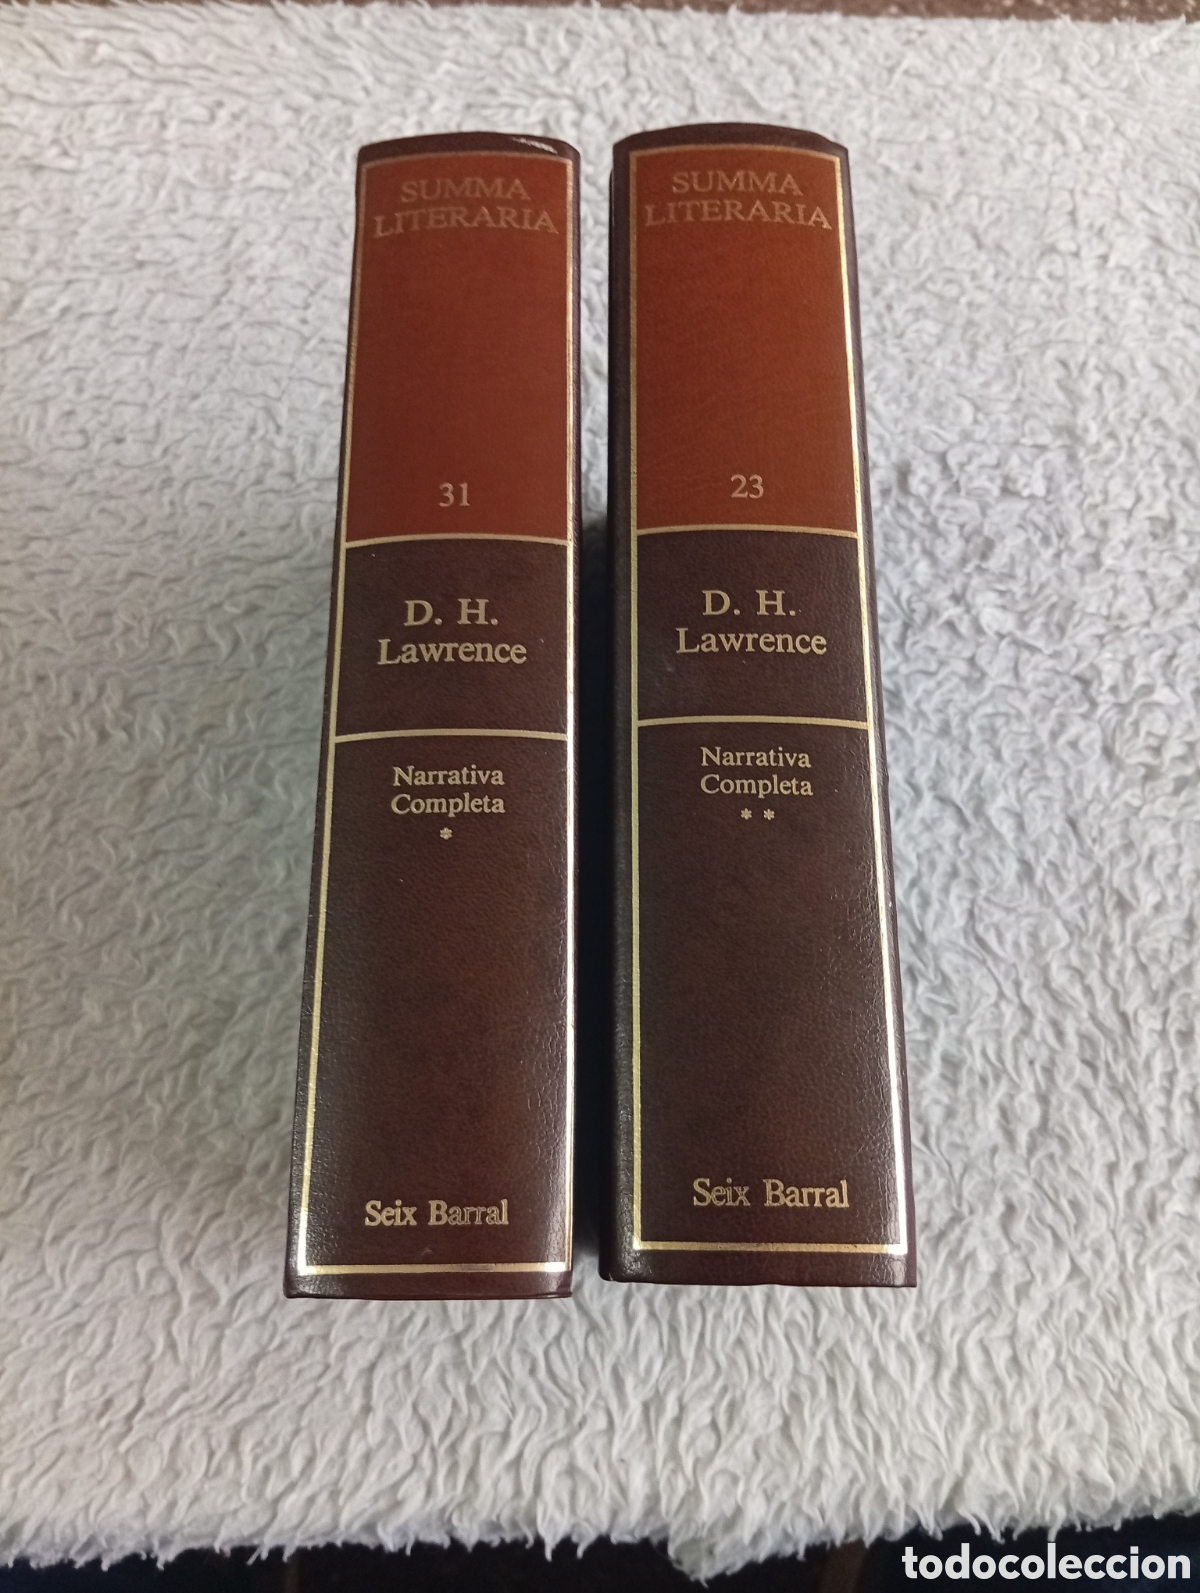 SUMMA
LITERARIA
31
D. H.
Lawrence
Narrativa
Completa
*
Seix Barral
SUMMA
LITERARIA
23
D. H.
Lawrence
Narrativa
Completa
* *
Seix Barral
todocoleccion